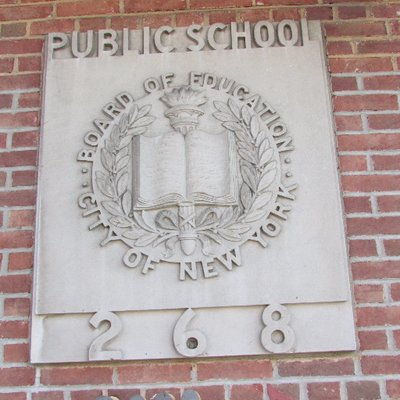 PUBLIC SCHOOL
· BOARD OF EDUCATION ·
· CITY OF NEW YORK ·
268